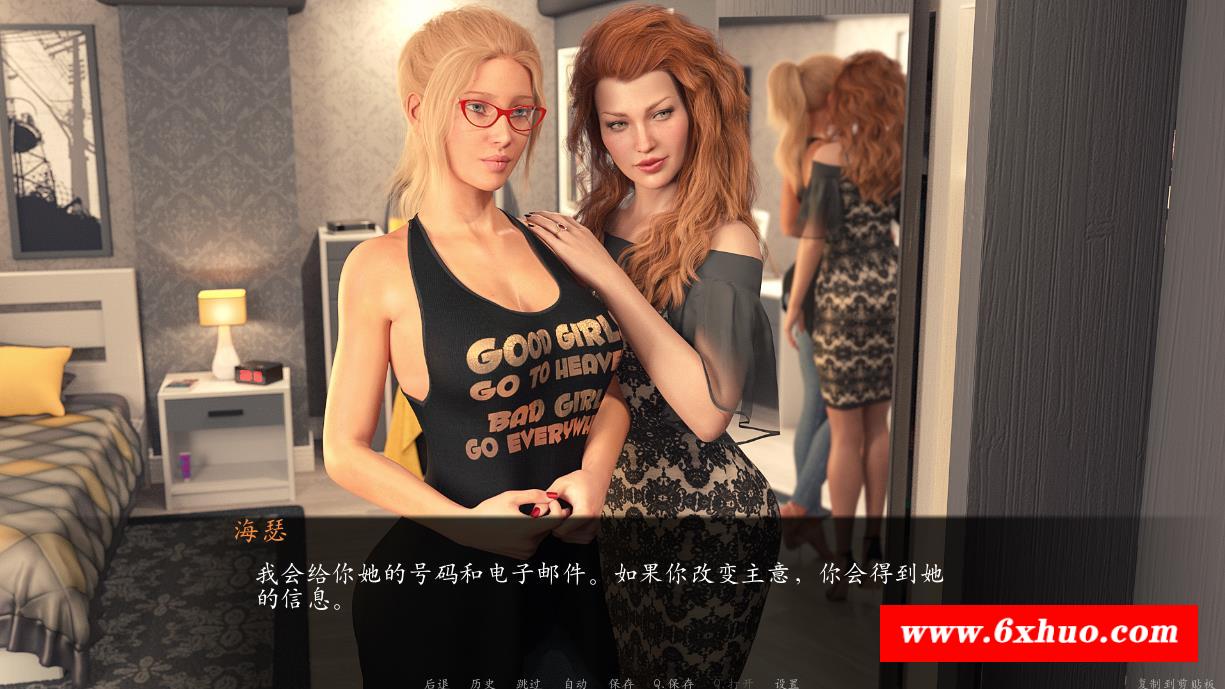 GOOD GIRL
GO TO HEAVE
BAD GIRL
GO EVERYWH
海瑟
我会给你她的号码和电子邮件。如果你改变主意，你会得到她
的信息。
www.6xhuo.com
后退 历史 跳过 自动 保存 Q.保存 Q.打开 设置
复制到剪贴板